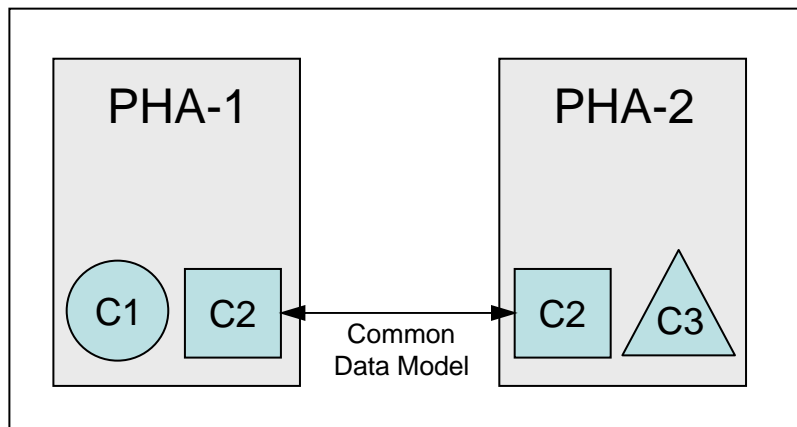 PHA-1
PHA-2
C1
C2
C2
C3
Common
Data Model